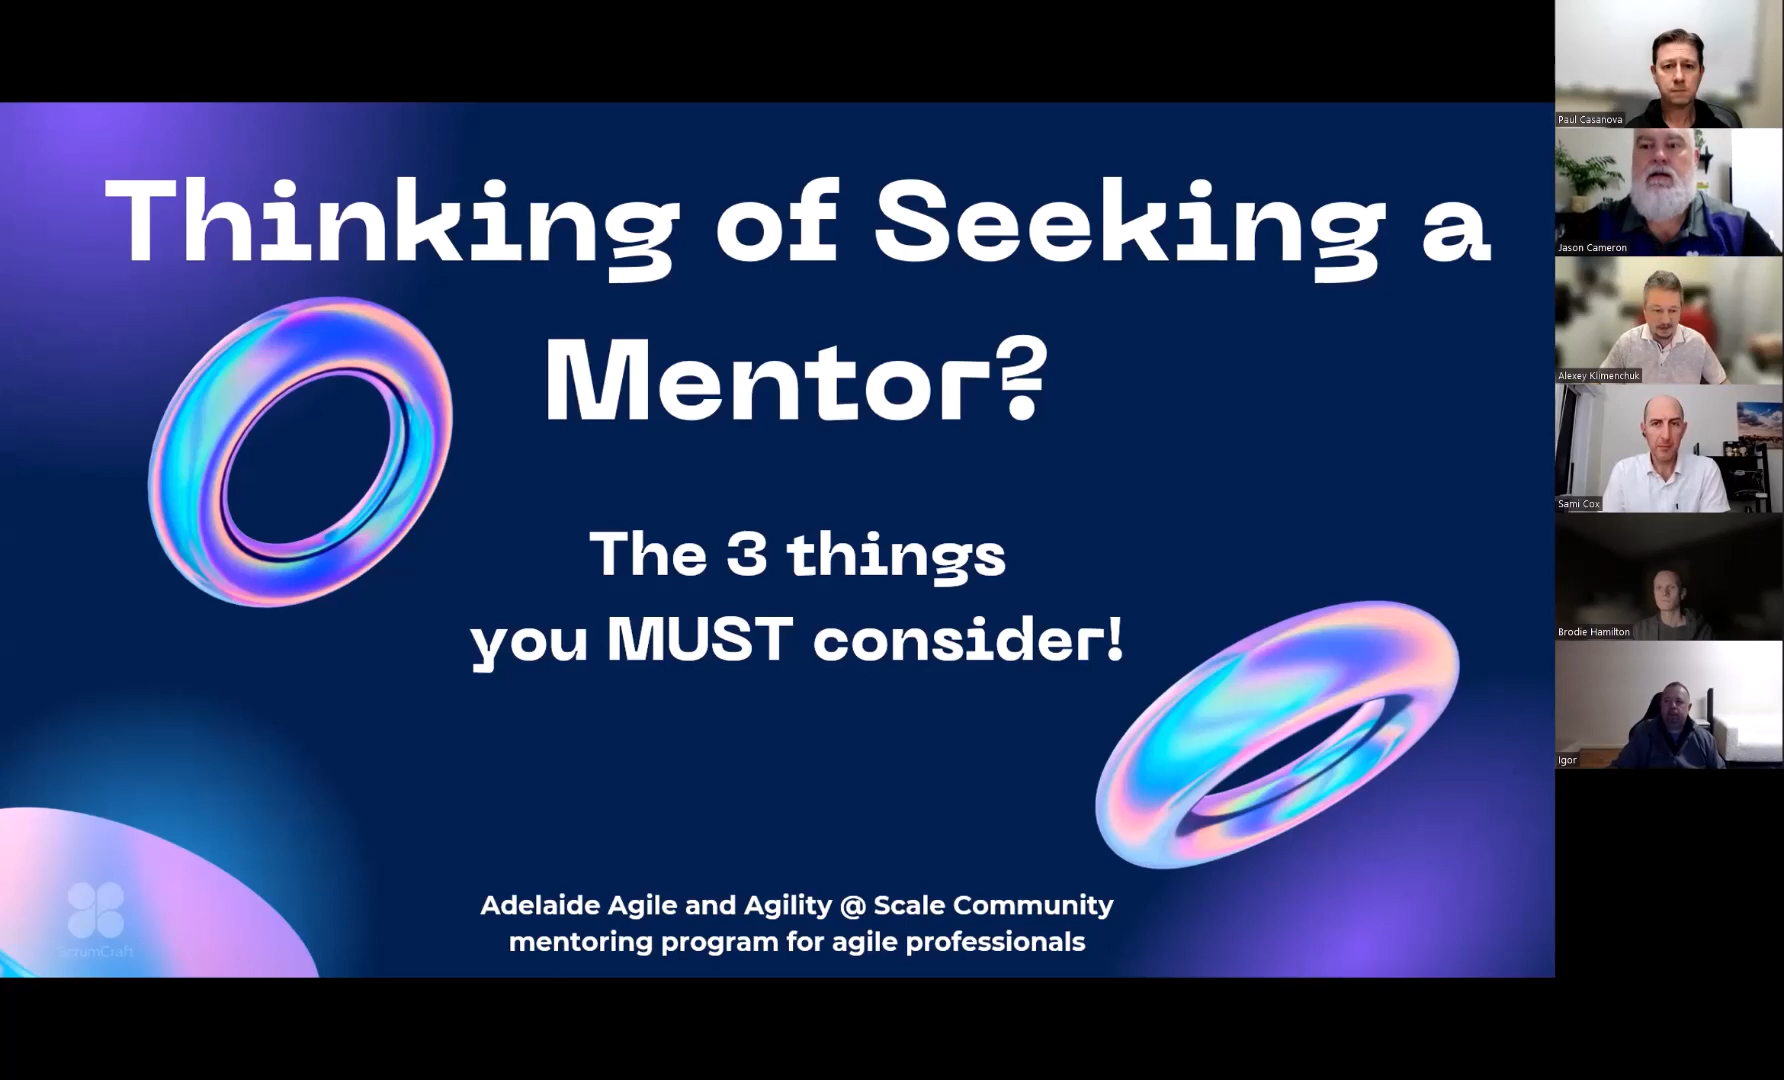 Thinking of Seeking a
Mentor?
The 3 things
you MUST consider!
Adelaide Agile and Agility @ Scale Community
mentoring program for agile professionals
ScrumCraft
Paul Casanova
Jason Cameron
Alexey Klimenchuk
Sami Cox
Brodie Hamilton
Igor